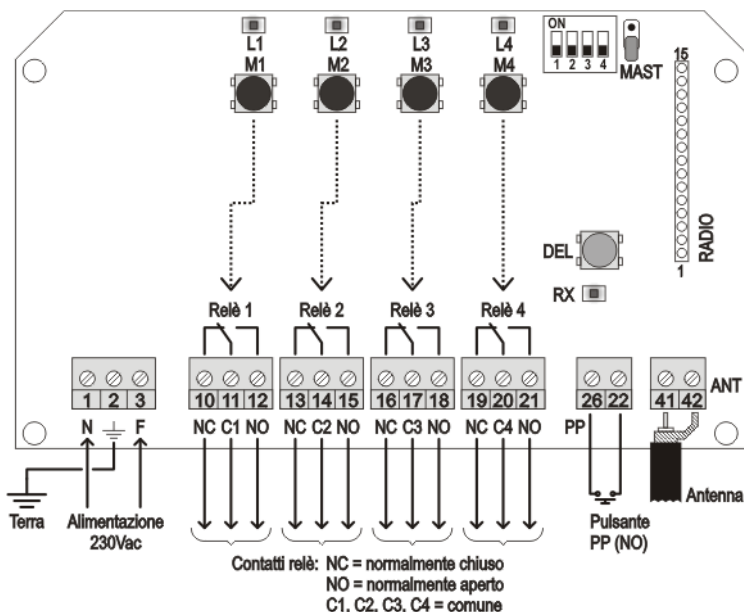 L1 L2 L3 L4
M1 M2 M3 M4
ON
1 2 3 4
MAST
15
RADIO
1
DEL
RX
Relè 1 Relè 2 Relè 3 Relè 4
1 2 3
10 11 12
13 14 15
16 17 18
19 20 21
26 22
41 42
ANT
N F
NC C1 NO
NC C2 NO
NC C3 NO
NC C4 NO
PP
Terra
Alimentazione
230Vac
Pulsante
PP (NO)
Antenna
Contatti relè: NC = normalmente chiuso
NO = normalmente aperto
C1, C2, C3, C4 = comune